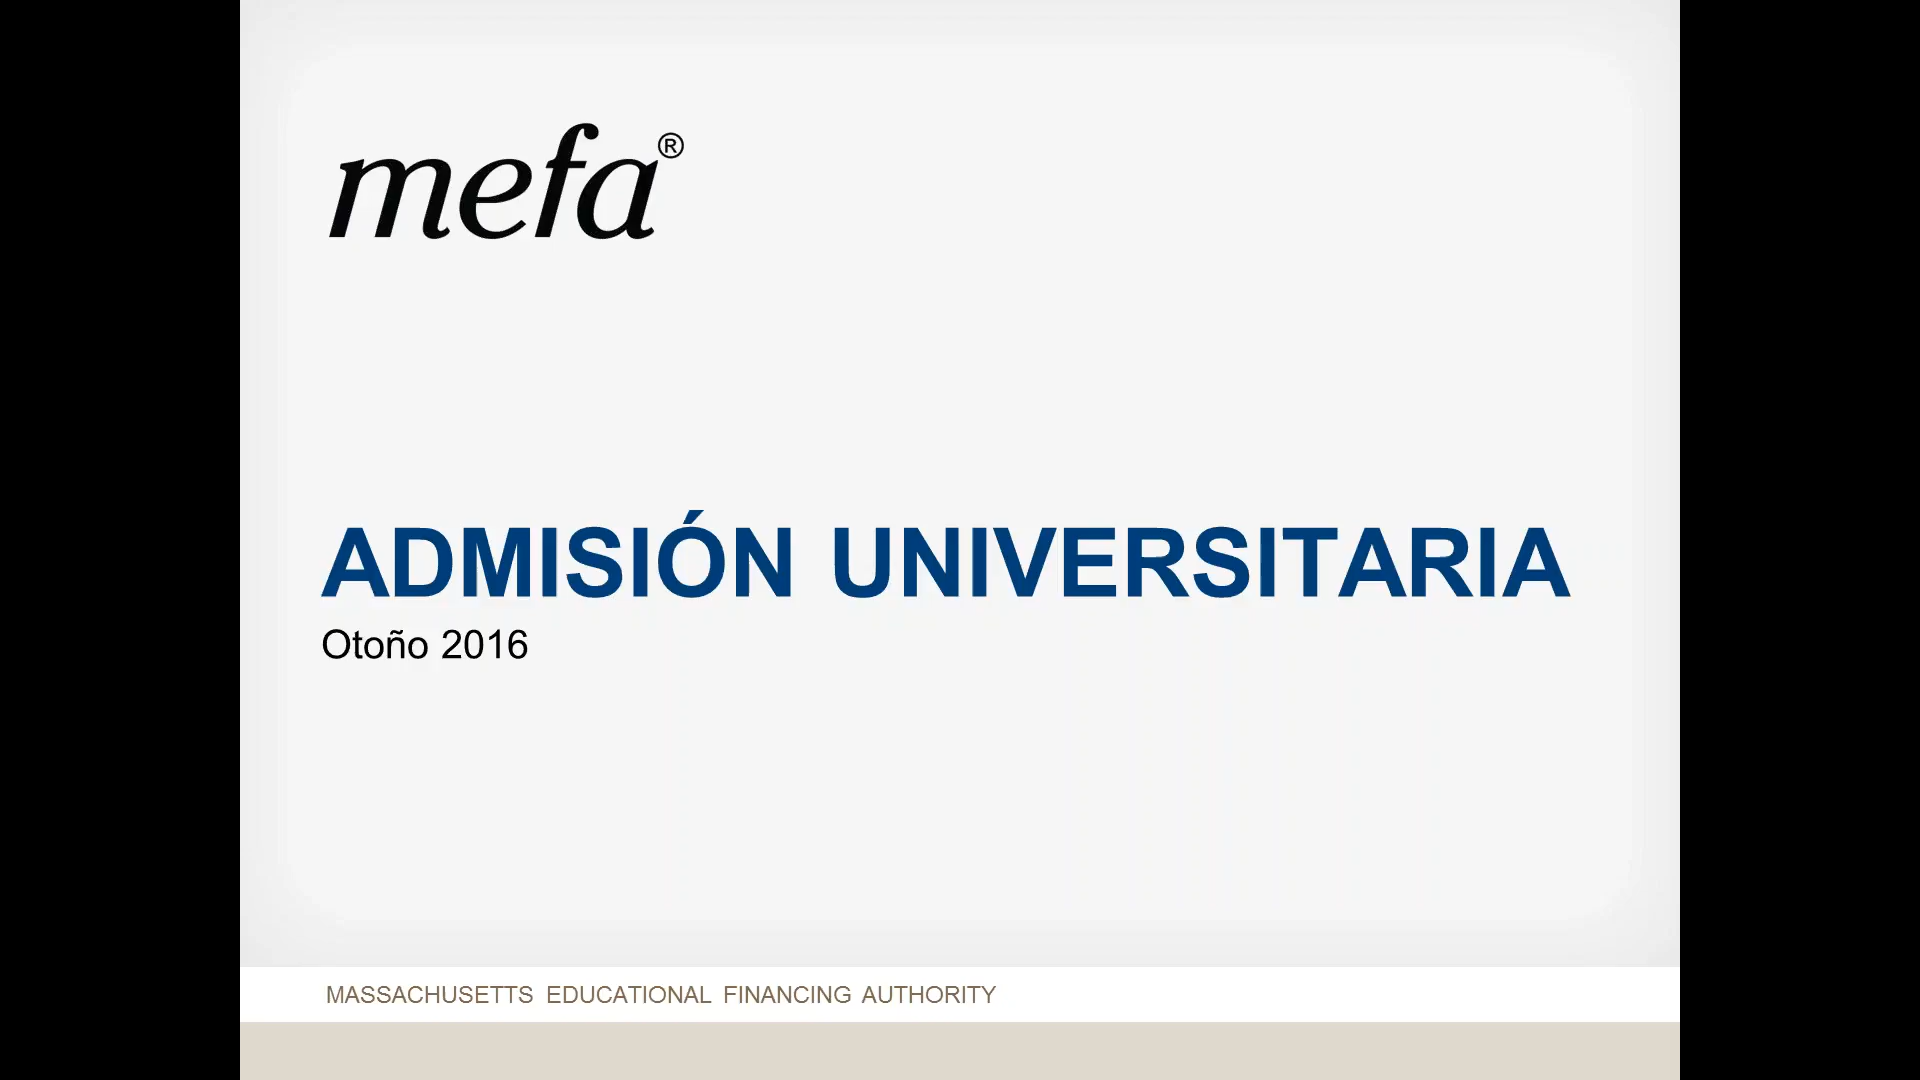 mefa®
ADMISIÓN UNIVERSITARIA
Otoño 2016
MASSACHUSETTS EDUCATIONAL FINANCING AUTHORITY